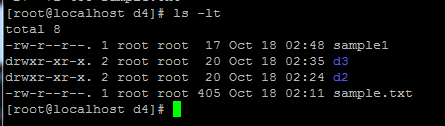 [root@localhost d4]# ls -lt
total 8
-rw-r--r--. 1 root root  17 Oct 18 02:48 sample1
drwxr-xr-x. 2 root root  20 Oct 18 02:35 d3
drwxr-xr-x. 2 root root  20 Oct 18 02:24 d2
-rw-r--r--. 1 root root 405 Oct 18 02:11 sample.txt
[root@localhost d4]#